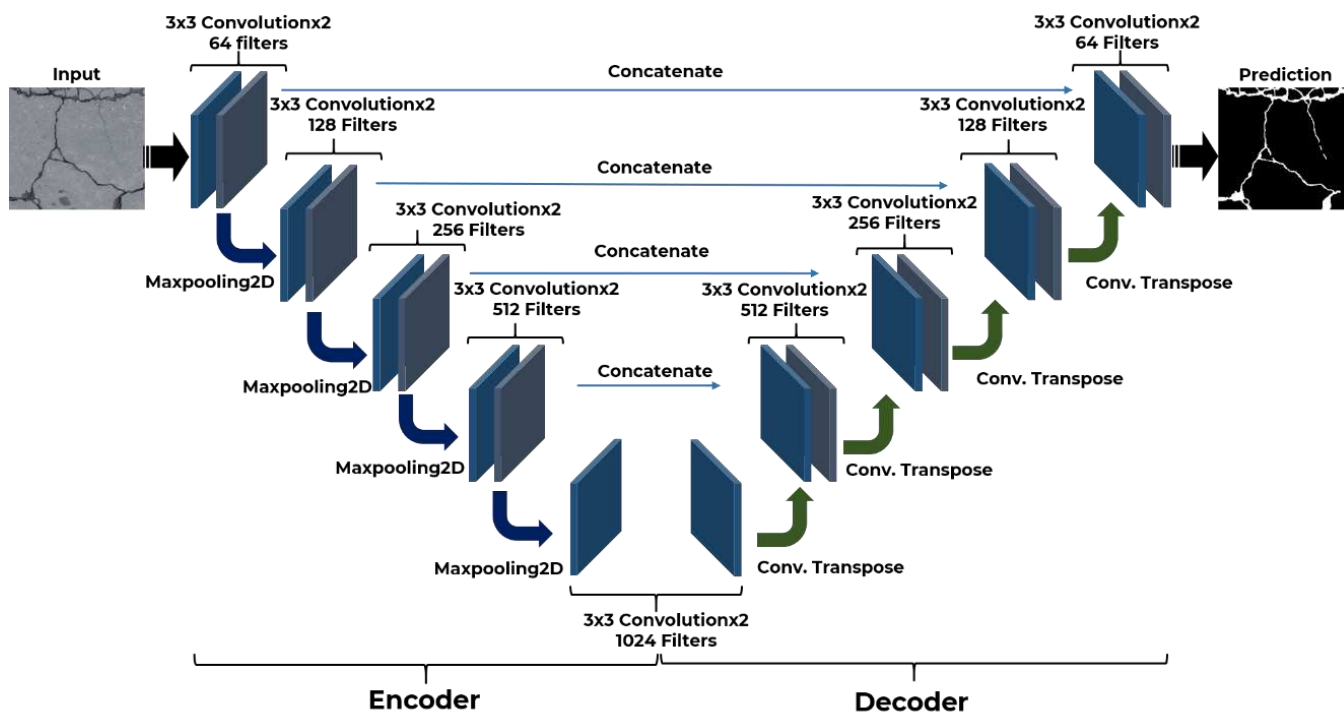 3x3 Convolutionx2
64 filters
3x3 Convolutionx2
64 Filters
Input
Concatenate
Prediction
3x3 Convolutionx2
128 Filters
3x3 Convolutionx2
128 Filters
Concatenate
3x3 Convolutionx2
256 Filters
3x3 Convolutionx2
256 Filters
Maxpooling2D
Concatenate
Conv. Transpose
3x3 Convolutionx2
512 Filters
3x3 Convolutionx2
512 Filters
Maxpooling2D
Concatenate
Conv. Transpose
Maxpooling2D
Conv. Transpose
Maxpooling2D
Conv. Transpose
3x3 Convolutionx2
1024 Filters
Encoder
Decoder